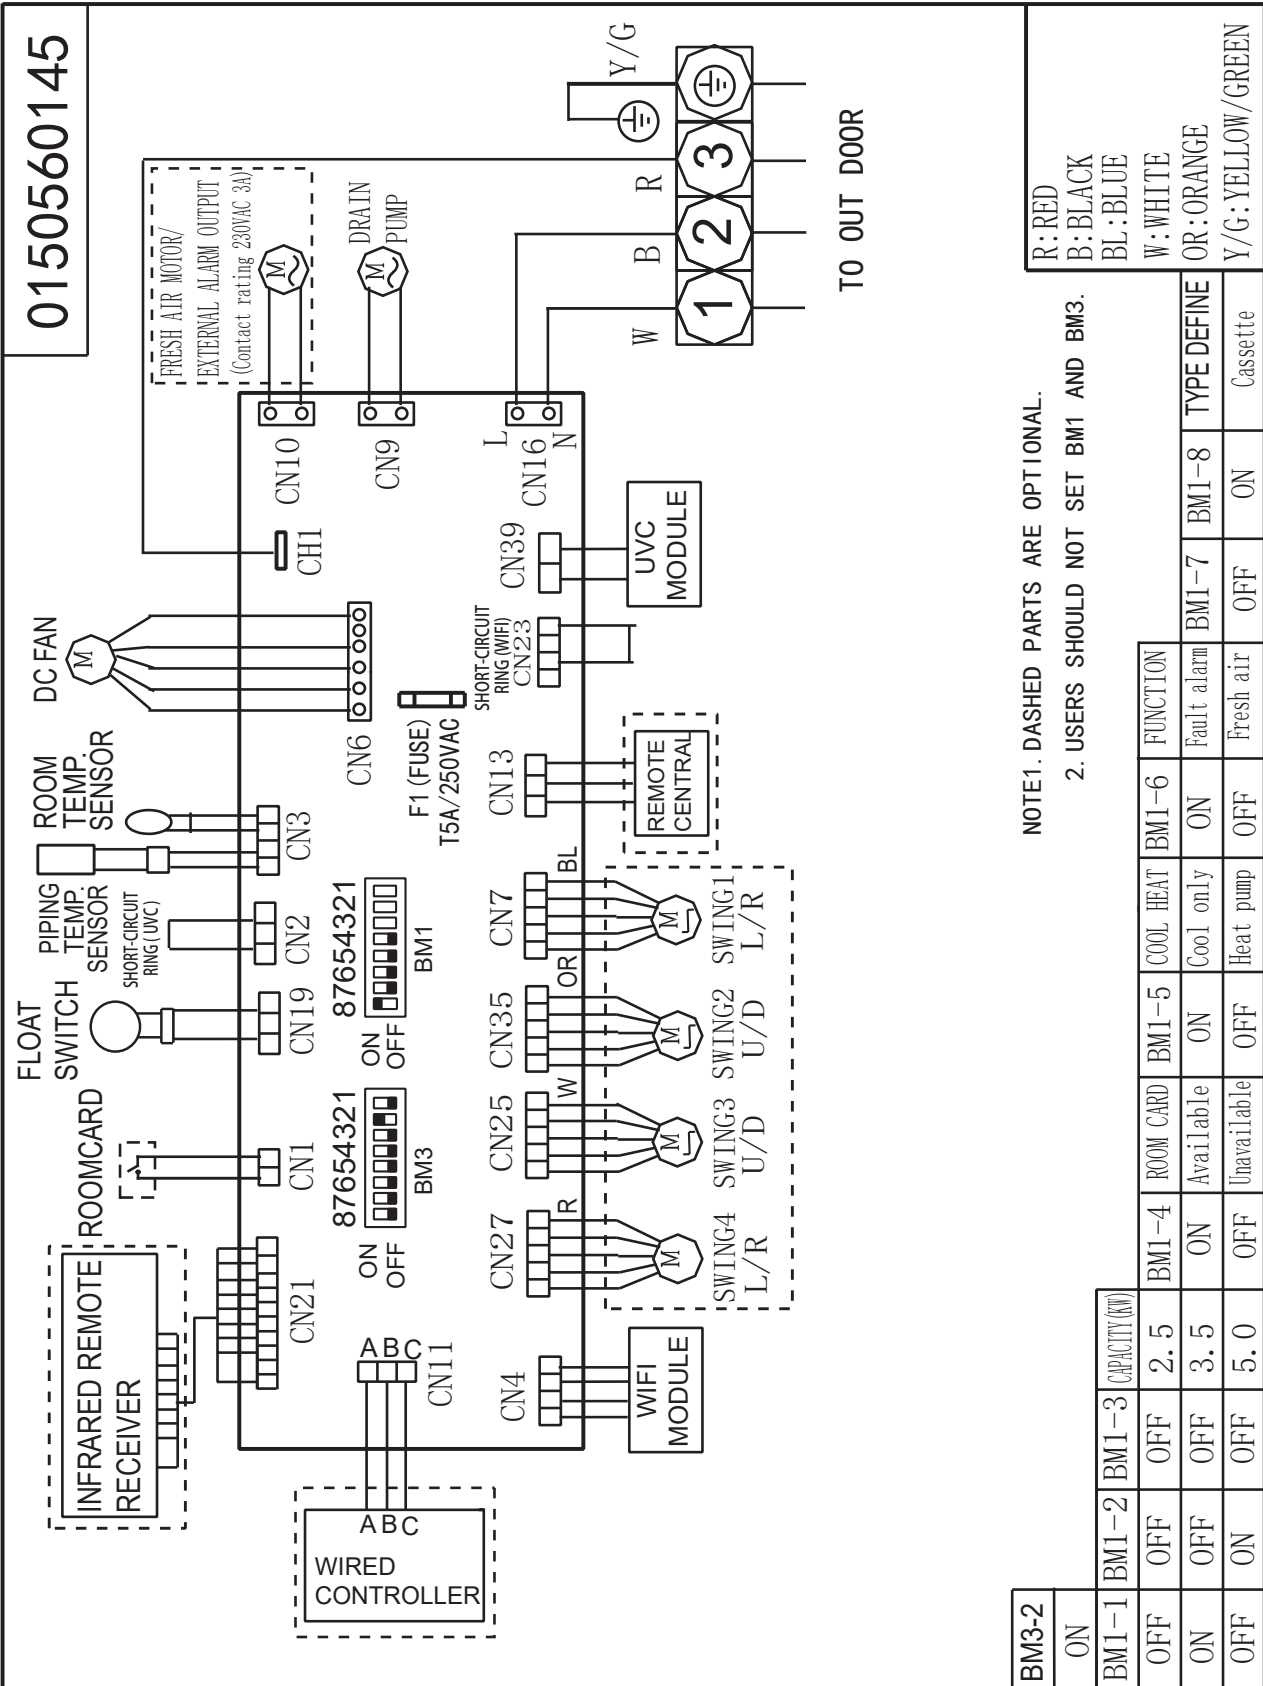 0150560145
INFRARED REMOTE
RECEIVER
ROOMCARD
FLOAT
SWITCH
PIPING
TEMP.
SENSOR
SHORT-CIRCUIT
RING(UVC)
ROOM
TEMP.
SENSOR
DC FAN
M
FRESH AIR MOTOR/
EXTERNAL ALARM OUTPUT
(Contact rating 230VAC 3A)
M
DRAIN
PUMP
M
CN21
CN1
CN19
CN2
CN3
CN6
CH1
CN10
CN9
WIRED
CONTROLLER
A B C
A B C
CN11
ON
OFF
87654321
BM3
ON
OFF
87654321
BM1
F1(FUSE)
T5A/250VAC
SHORT-CIRCUIT
RING(WIFI)
CN23
CN39
CN16
L
N
CN4
CN27
R
CN25
W
CN35
OR
CN7
BL
CN13
WIFI
MODULE
M
SWING4
L/R
M
SWING3
U/D
M
SWING2
U/D
M
SWING1
L/R
REMOTE
CENTRAL
UVC
MODULE
W
B
R
Y/G
1
2
3
TO OUT DOOR
NOTE1. DASHED PARTS ARE OPTIONAL.
2. USERS SHOULD NOT SET BM1 AND BM3.
R:RED
B:BLACK
BL:BLUE
W:WHITE
OR:ORANGE
Y/G:YELLOW/GREEN
BM3-2
ON
BM1-1 BM1-2 BM1-3 CAPACITY(KW)
OFF OFF OFF 2.5 BM1-4 ROOM CARD BM1-5 COOL HEAT BM1-6 FUNCTION
ON OFF OFF 3.5 ON Available ON Cool only ON Fault alarm BM1-7 BM1-8 TYPE DEFINE
OFF ON OFF 5.0 OFF Unavailable OFF Heat pump OFF Fresh air OFF ON Cassette